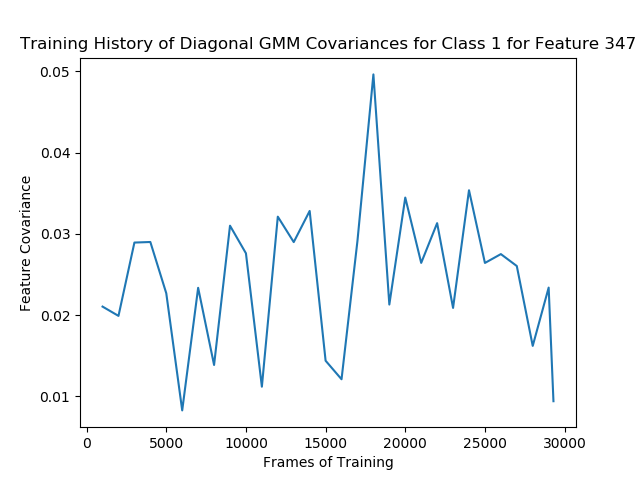 Training History of Diagonal GMM Covariances for Class 1 for Feature 347
0.05
0.04
0.03
0.02
0.01
Feature Covariance
0 5000 10000 15000 20000 25000 30000
Frames of Training